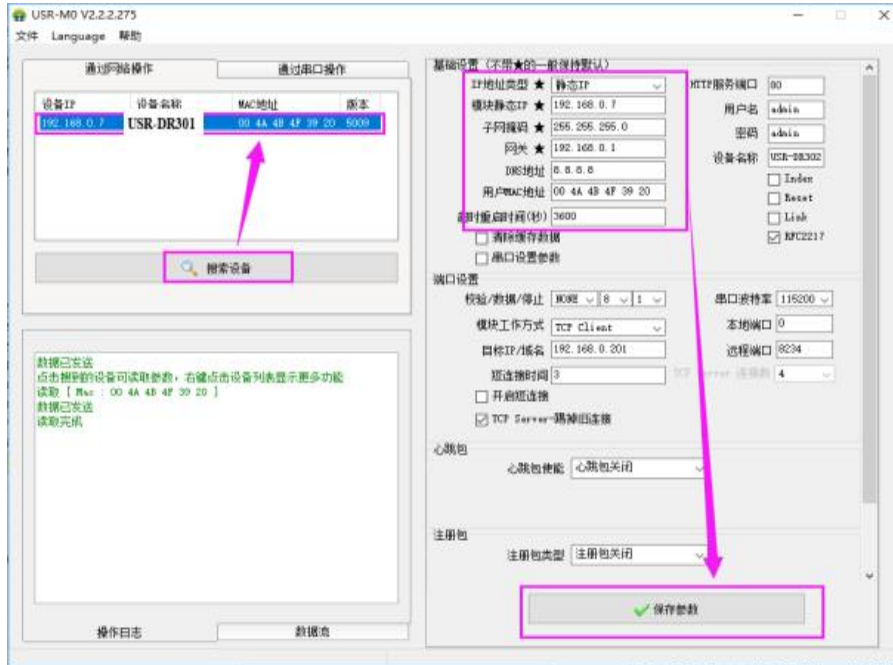 USR-M0 V2.2.2.275
文件 Language 帮助
通过网络操作 通过串口操作
设备IP 设备名称 MAC地址 版本
192.168.0.7 USR-DR301 00 4A 4B 4F 39 20 5009
搜索设备
数据已发送
点击搜到的设备可读取参数，右键点击设备列表显示更多功能
读取 [ Mac : 00 4A 4B 4F 39 20 ]
数据已发送
读取完成
操作日志 数据流
基础设置 (不带★的一般保持默认)
IP地址类型 ★ 静态IP
模块静态IP ★ 192.168.0.7
子网掩码 ★ 255.255.255.0
网关 ★ 192.168.0.1
DNS地址 8.8.8.8
用户MAC地址 00 4A 4B 4F 39 20
超时重启时间(秒) 3600
清除缓存数据
串口设置参数
HTTP服务端口 80
用户名 admin
密码 admin
设备名称 USR-DR302
Index
Reset
Link
RFC2217
端口设置
校验/数据/停止 NONE 8 1
串口波特率 115200
模块工作方式 TCP Client
本地端口 0
目标IP/域名 192.168.0.201
远程端口 8234
短连接时间 3
TCP Server 连接数 4
开启短连接
TCP Server-踢掉旧连接
心跳包
心跳包使能 心跳包关闭
注册包
注册包类型 注册包关闭
保存参数